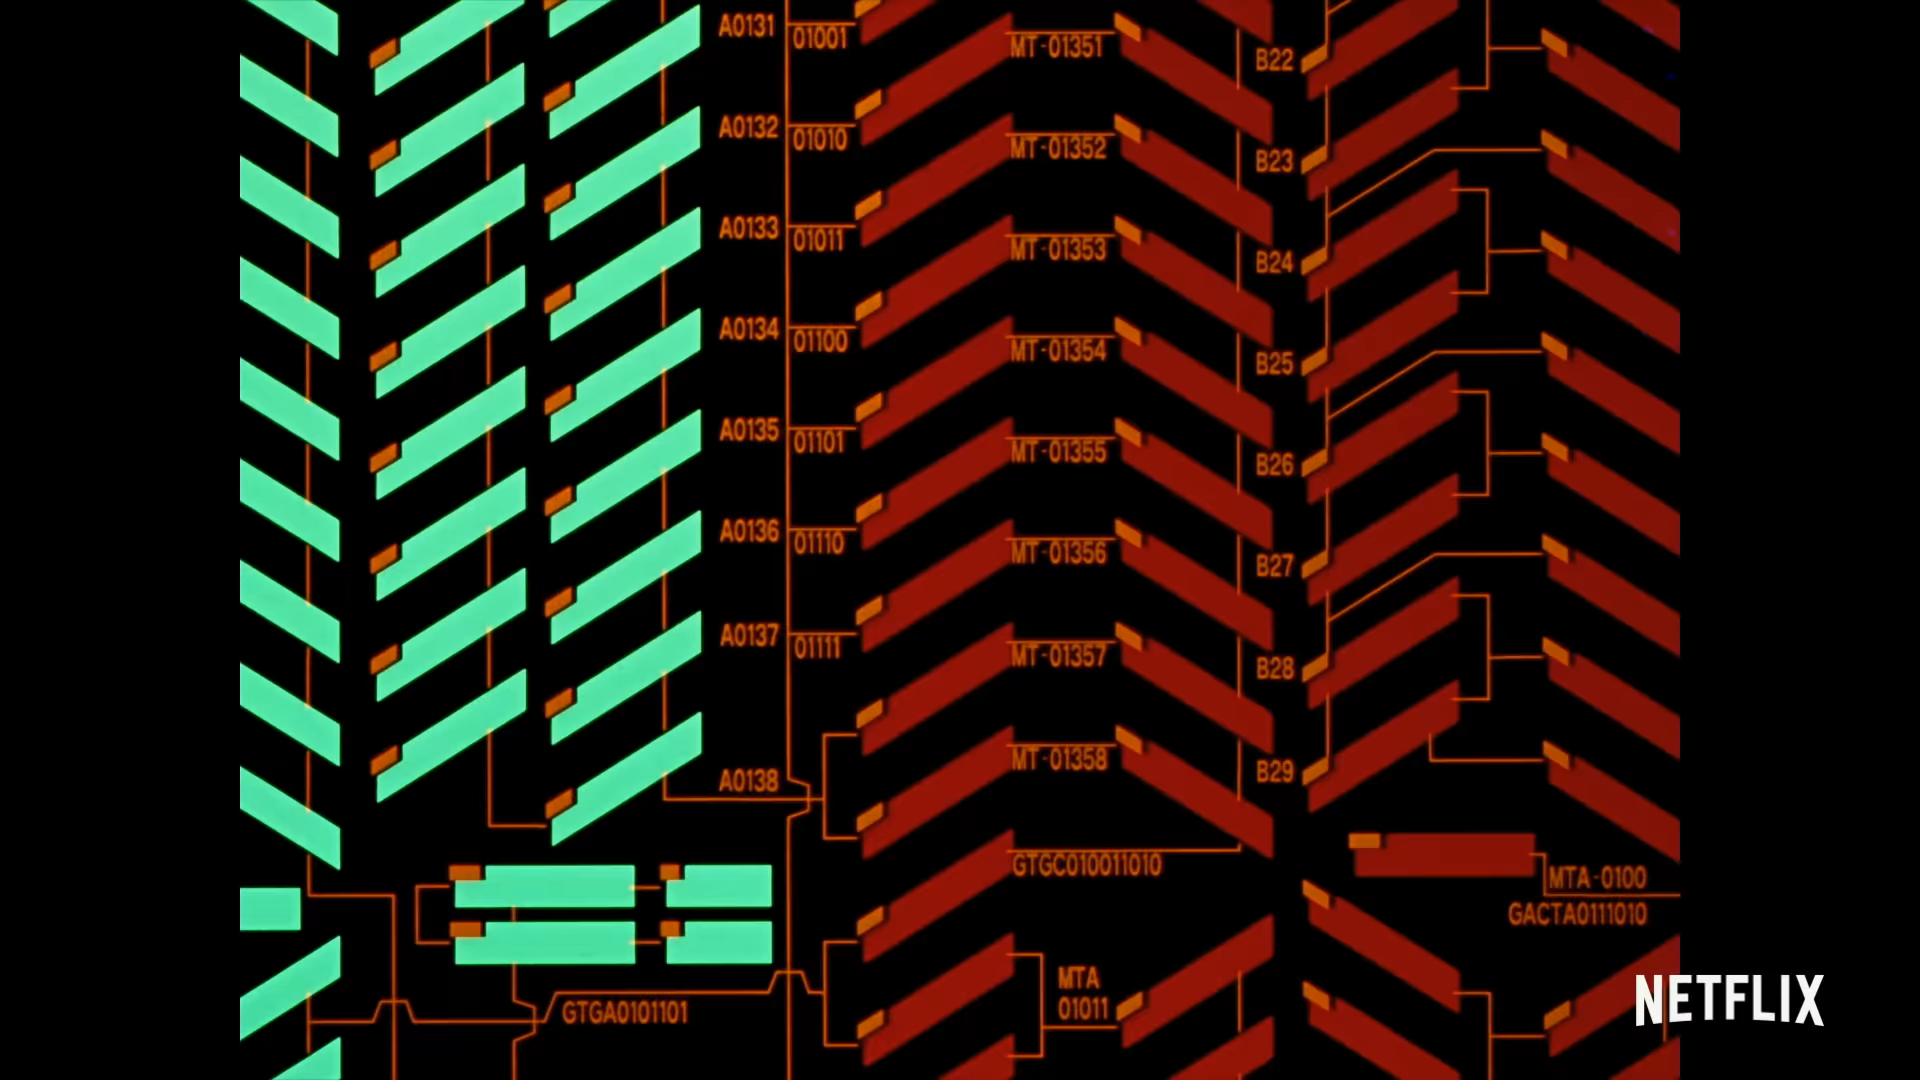 A0131
01001
MT-01351
B22
A0132
01010
MT-01352
B23
A0133
01011
MT-01353
B24
A0134
01100
MT-01354
B25
A0135
01101
MT-01355
B26
A0136
01110
MT-01356
B27
A0137
01111
MT-01357
B28
A0138
MT-01358
B29
GTGC010011010
MTA-0100
GACTA0111010
MTA
01011
GTGA0101101
NETFLIX